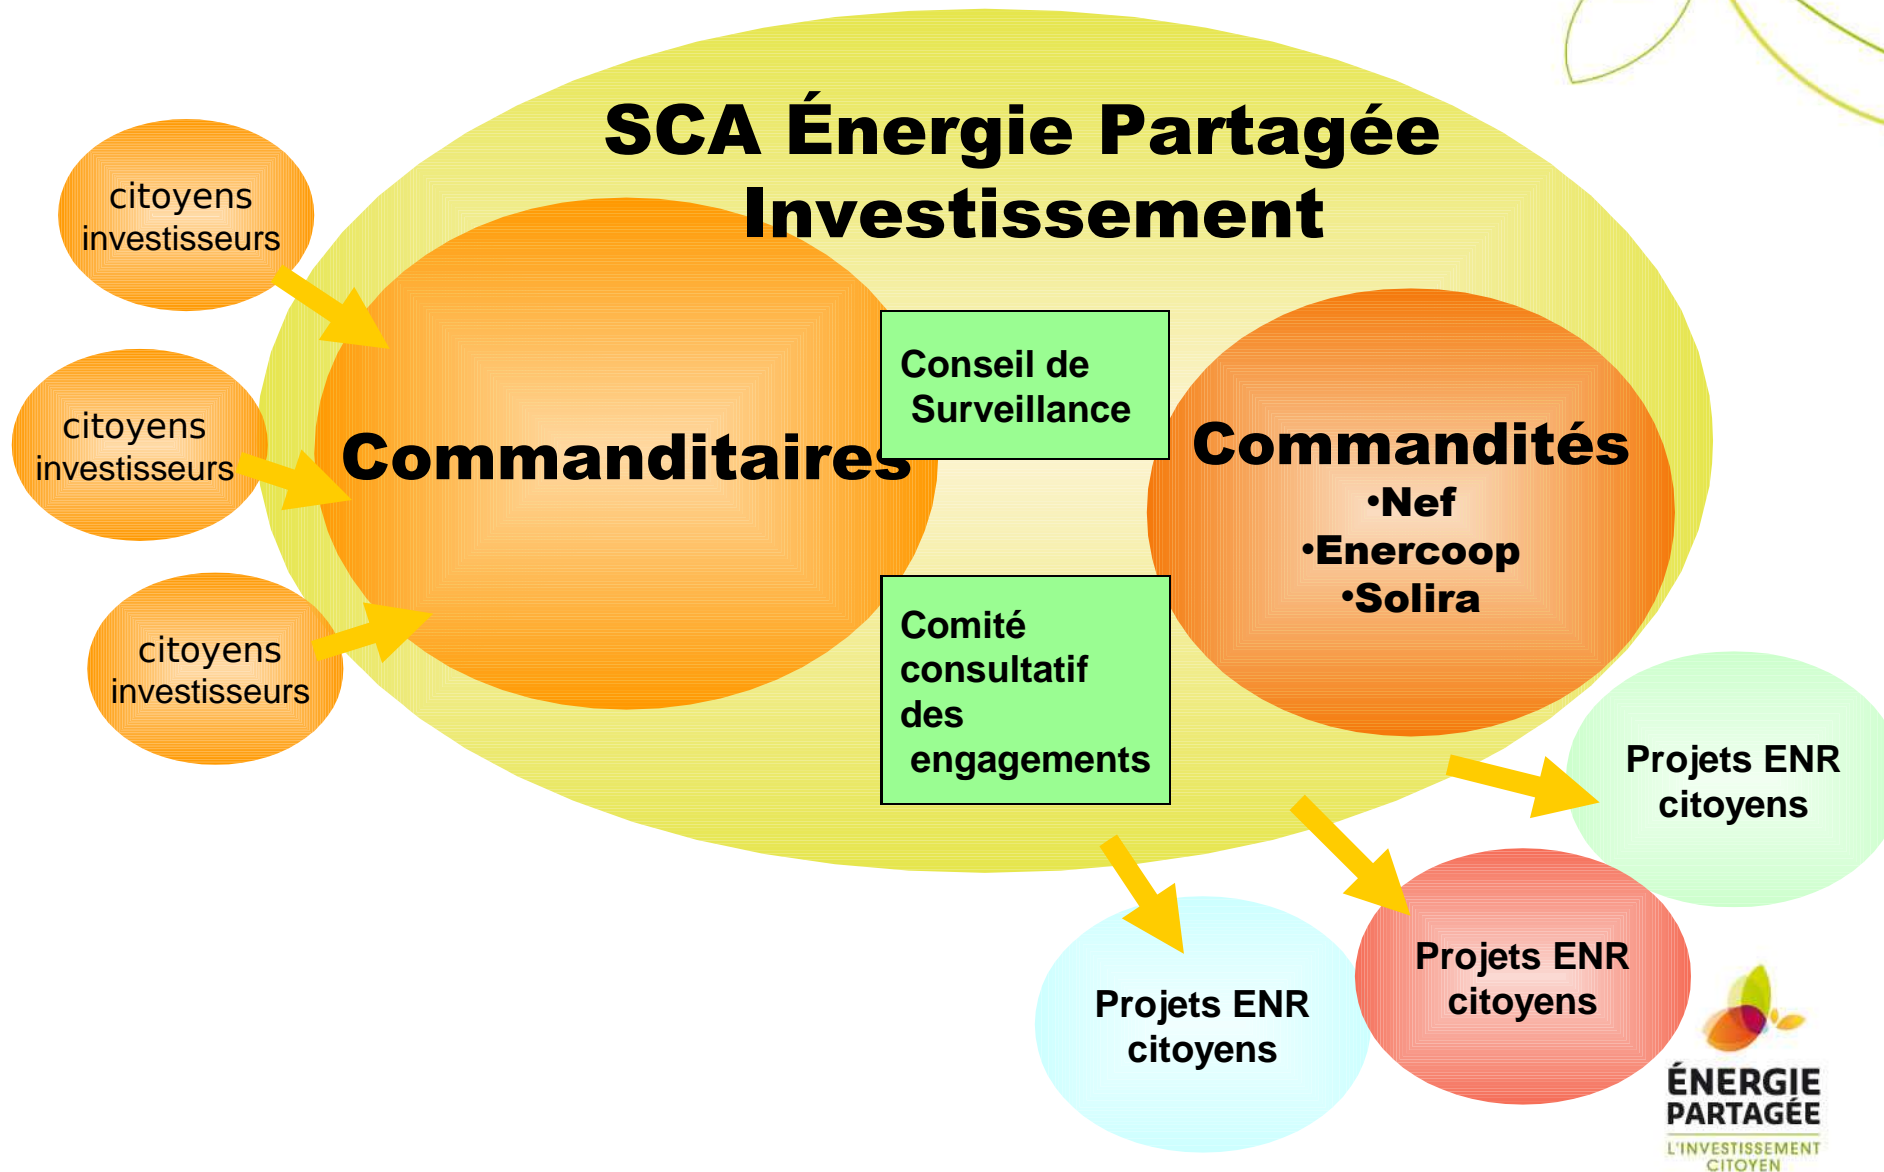 SCA Énergie Partagée
Investissement
citoyens
investisseurs
citoyens
investisseurs
citoyens
investisseurs
Commanditaires
Conseil de
Surveillance
Comité
consultatif
des
engagements
Commandités
•Nef
•Enercoop
•Solira
Projets ENR
citoyens
Projets ENR
citoyens
Projets ENR
citoyens
ÉNERGIE
PARTAGÉE
L'INVESTISSEMENT
CITOYEN